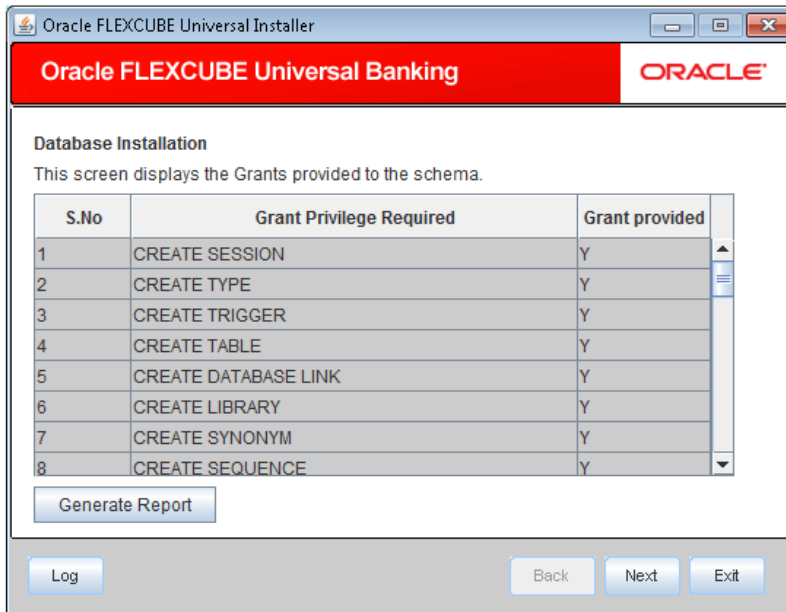 Oracle FLEXCUBE Universal Installer
Oracle FLEXCUBE Universal Banking
ORACLE
Database Installation
This screen displays the Grants provided to the schema.
S.No Grant Privilege Required Grant provided
1 CREATE SESSION Y
2 CREATE TYPE Y
3 CREATE TRIGGER Y
4 CREATE TABLE Y
5 CREATE DATABASE LINK Y
6 CREATE LIBRARY Y
7 CREATE SYNONYM Y
8 CREATE SEQUENCE Y
Generate Report
Log Back Next Exit